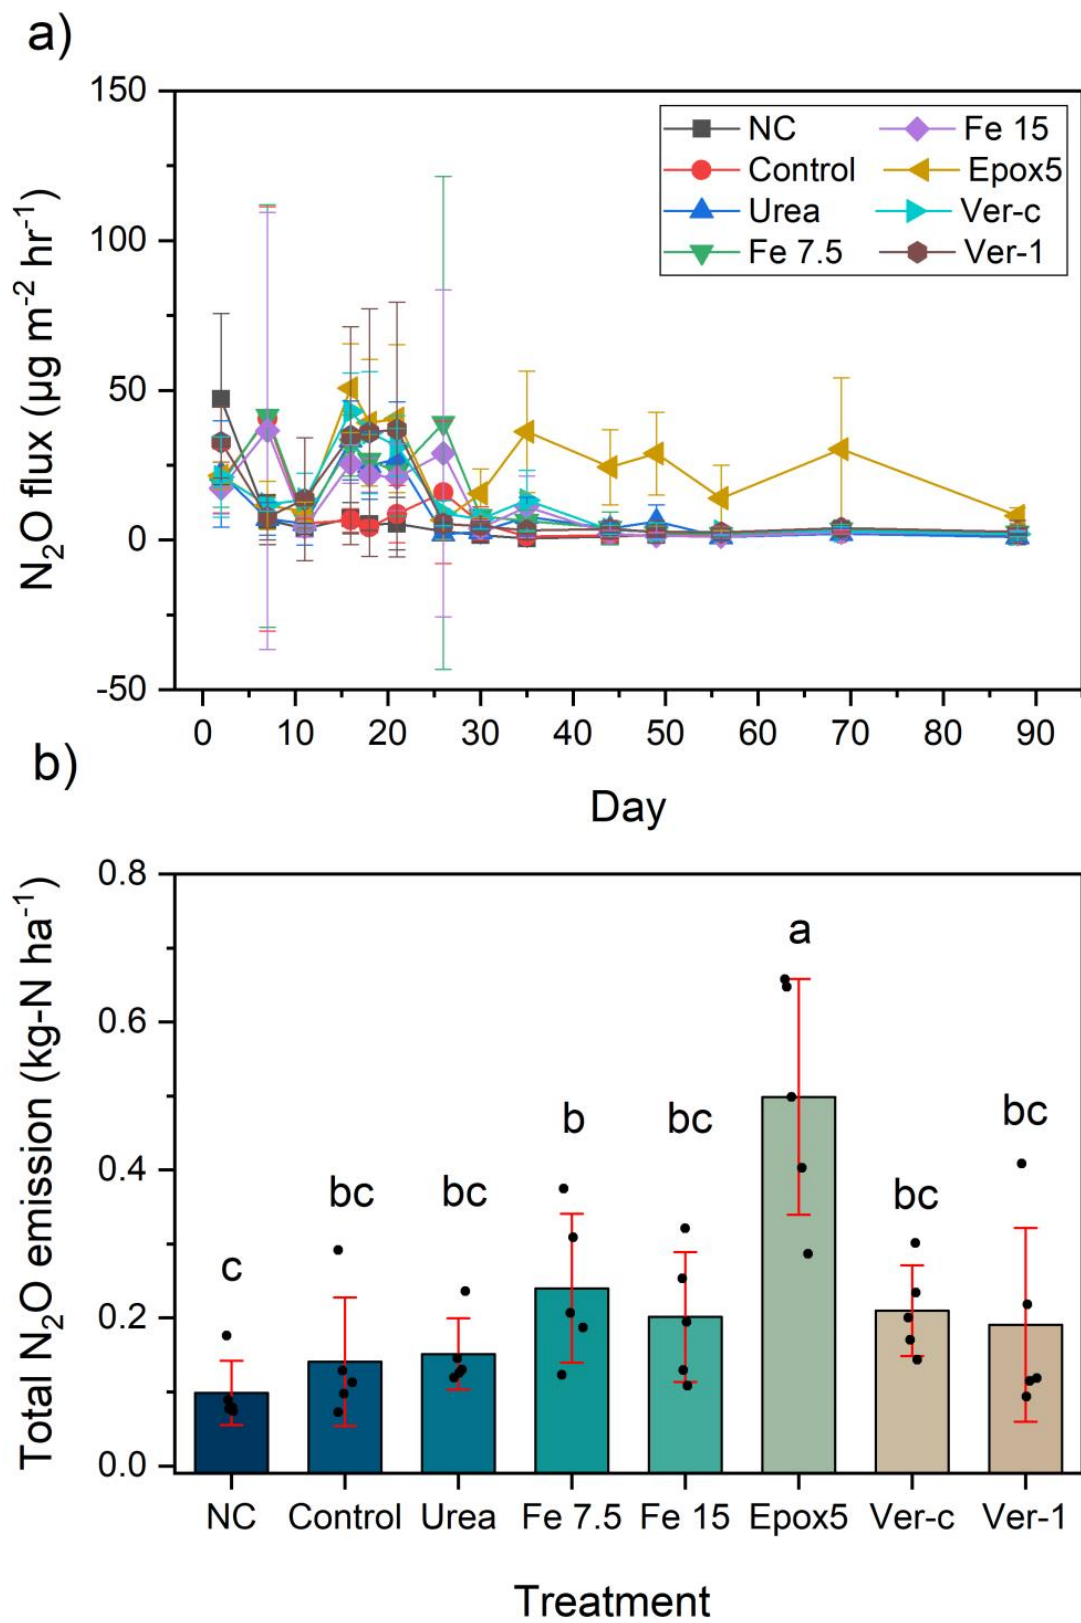 a)
N₂O flux (µg m⁻² hr⁻¹)
150
100
50
0
-50
NC
Control
Urea
Fe 7.5
Fe 15
Epox5
Ver-c
Ver-1
0 10 20 30 40 50 60 70 80 90
Day
b)
Total N₂O emission (kg-N ha⁻¹)
0.8
0.6
0.4
0.2
0.0
c
bc
bc
b
bc
a
bc
bc
NC Control Urea Fe 7.5 Fe 15 Epox5 Ver-c Ver-1
Treatment